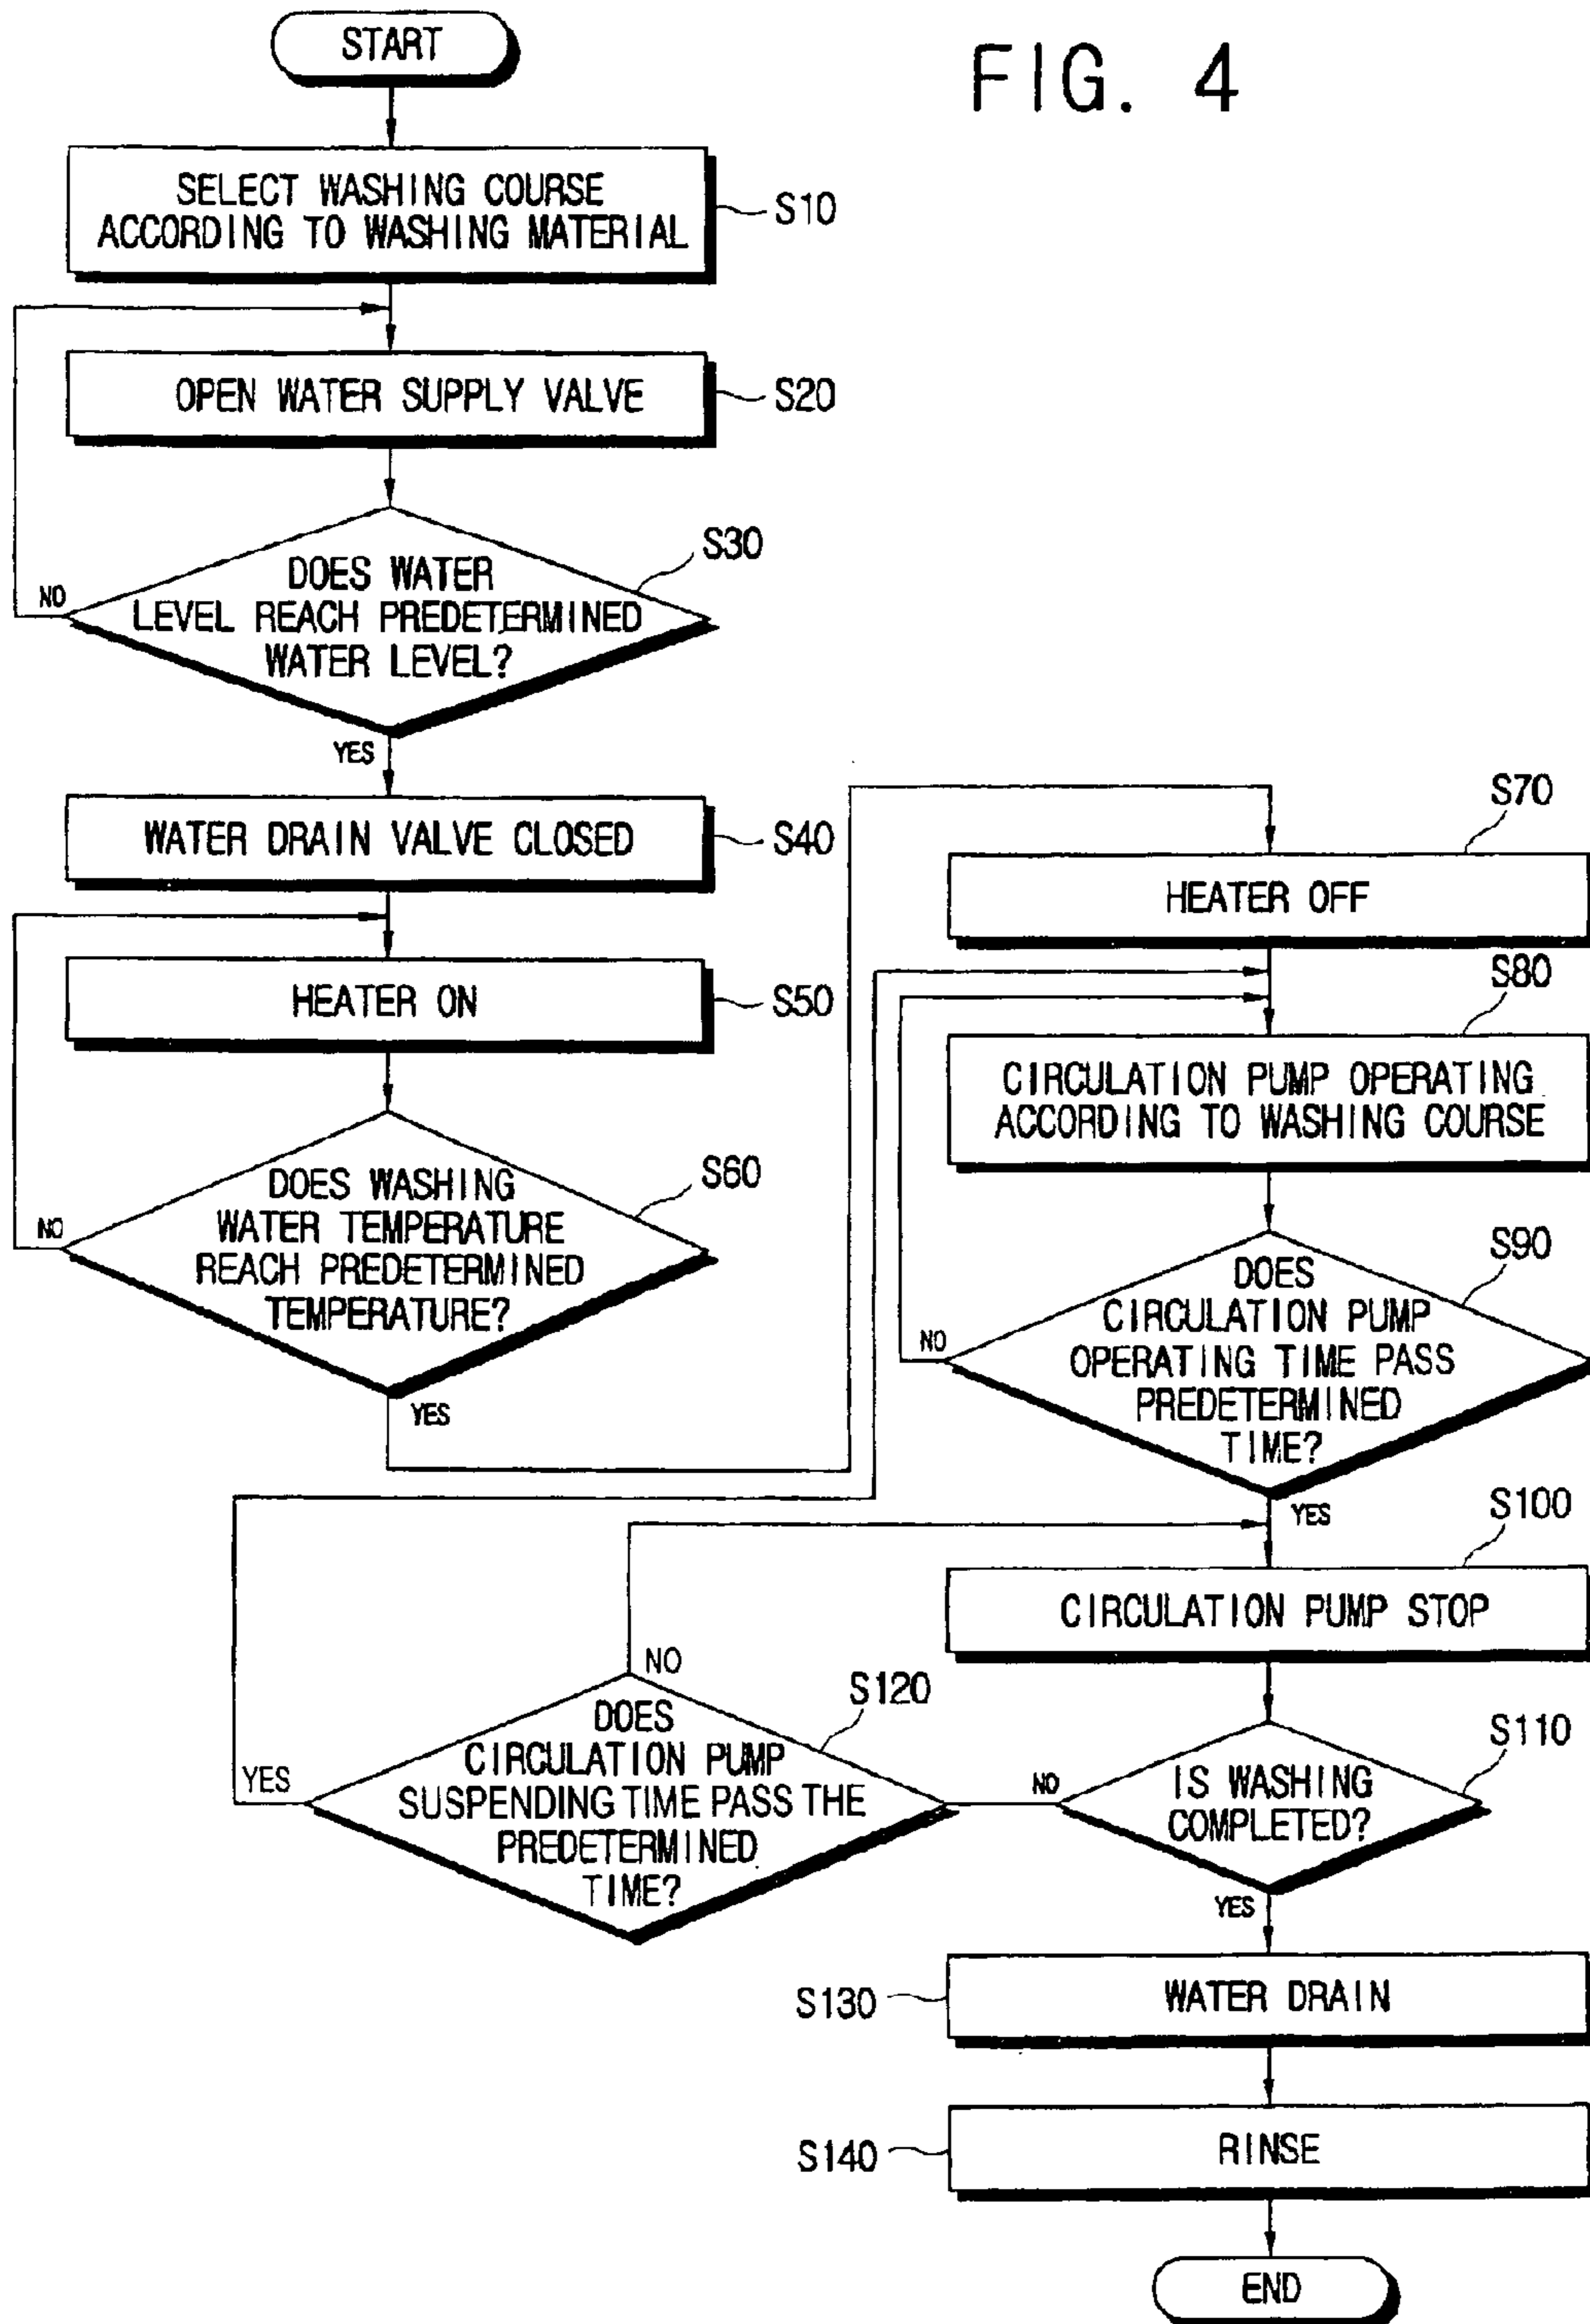 FIG. 4
START
SELECT WASHING COURSE
ACCORDING TO WASHING MATERIAL
S10
OPEN WATER SUPPLY VALVE
S20
DOES WATER
LEVEL REACH PREDETERMINED
WATER LEVEL?
S30
NO
YES
WATER DRAIN VALVE CLOSED
S40
HEATER ON
S50
DOES WASHING
WATER TEMPERATURE
REACH PREDETERMINED
TEMPERATURE?
S60
NO
YES
HEATER OFF
S70
CIRCULATION PUMP OPERATING
ACCORDING TO WASHING COURSE
S80
DOES
CIRCULATION PUMP
OPERATING TIME PASS
PREDETERMINED
TIME?
S90
NO
YES
CIRCULATION PUMP STOP
S100
IS WASHING
COMPLETED?
S110
NO
YES
DOES
CIRCULATION PUMP
SUSPENDING TIME PASS THE
PREDETERMINED
TIME?
S120
NO
YES
WATER DRAIN
S130
RINSE
S140
END